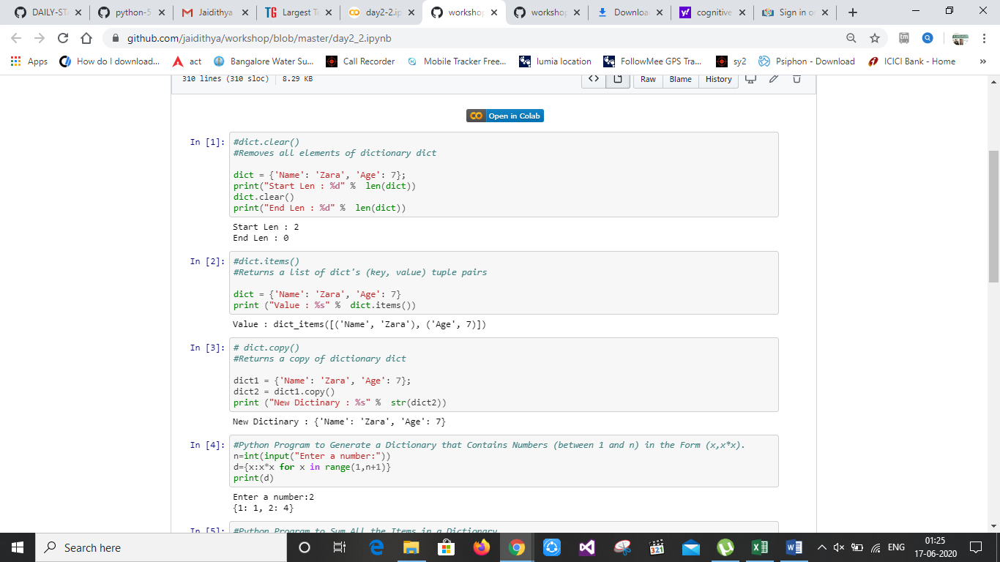 DAILY-ST
python-5
Jaidithya
Largest T
day2-2.ip
workshop
workshop
Downloa
cognitive
Sign in o
github.com/jaidithya/workshop/blob/master/day2_2.ipynb
Apps
How do I download...
act
Bangalore Water Su...
Call Recorder
Mobile Tracker Free...
lumia location
FollowMee GPS Tra...
sy2
Psiphon - Download
ICICI Bank - Home
»
310 lines (310 sloc) 8.29 KB
<> Raw Blame History
Open in Colab
In [1]: #dict.clear()
#Removes all elements of dictionary dict
dict = {'Name': 'Zara', 'Age': 7};
print("Start Len : %d" %  len(dict))
dict.clear()
print("End Len : %d" %  len(dict))
Start Len : 2
End Len : 0
In [2]: #dict.items()
#Returns a list of dict's (key, value) tuple pairs
dict = {'Name': 'Zara', 'Age': 7}
print ("Value : %s" %  dict.items())
Value : dict_items([('Name', 'Zara'), ('Age', 7)])
In [3]: # dict.copy()
#Returns a copy of dictionary dict
dict1 = {'Name': 'Zara', 'Age': 7};
dict2 = dict1.copy()
print ("New Dictinary : %s" %  str(dict2))
New Dictinary : {'Name': 'Zara', 'Age': 7}
In [4]: #Python Program to Generate a Dictionary that Contains Numbers (between 1 and n) in the Form (x,x*x).
n=int(input("Enter a number:"))
d={x:x*x for x in range(1,n+1)}
print(d)
Enter a number:2
{1: 1, 2: 4}
In [5]: #Python Program to Sum All the Items in a Dictionary
Search here
321
ENG
01:25
17-06-2020